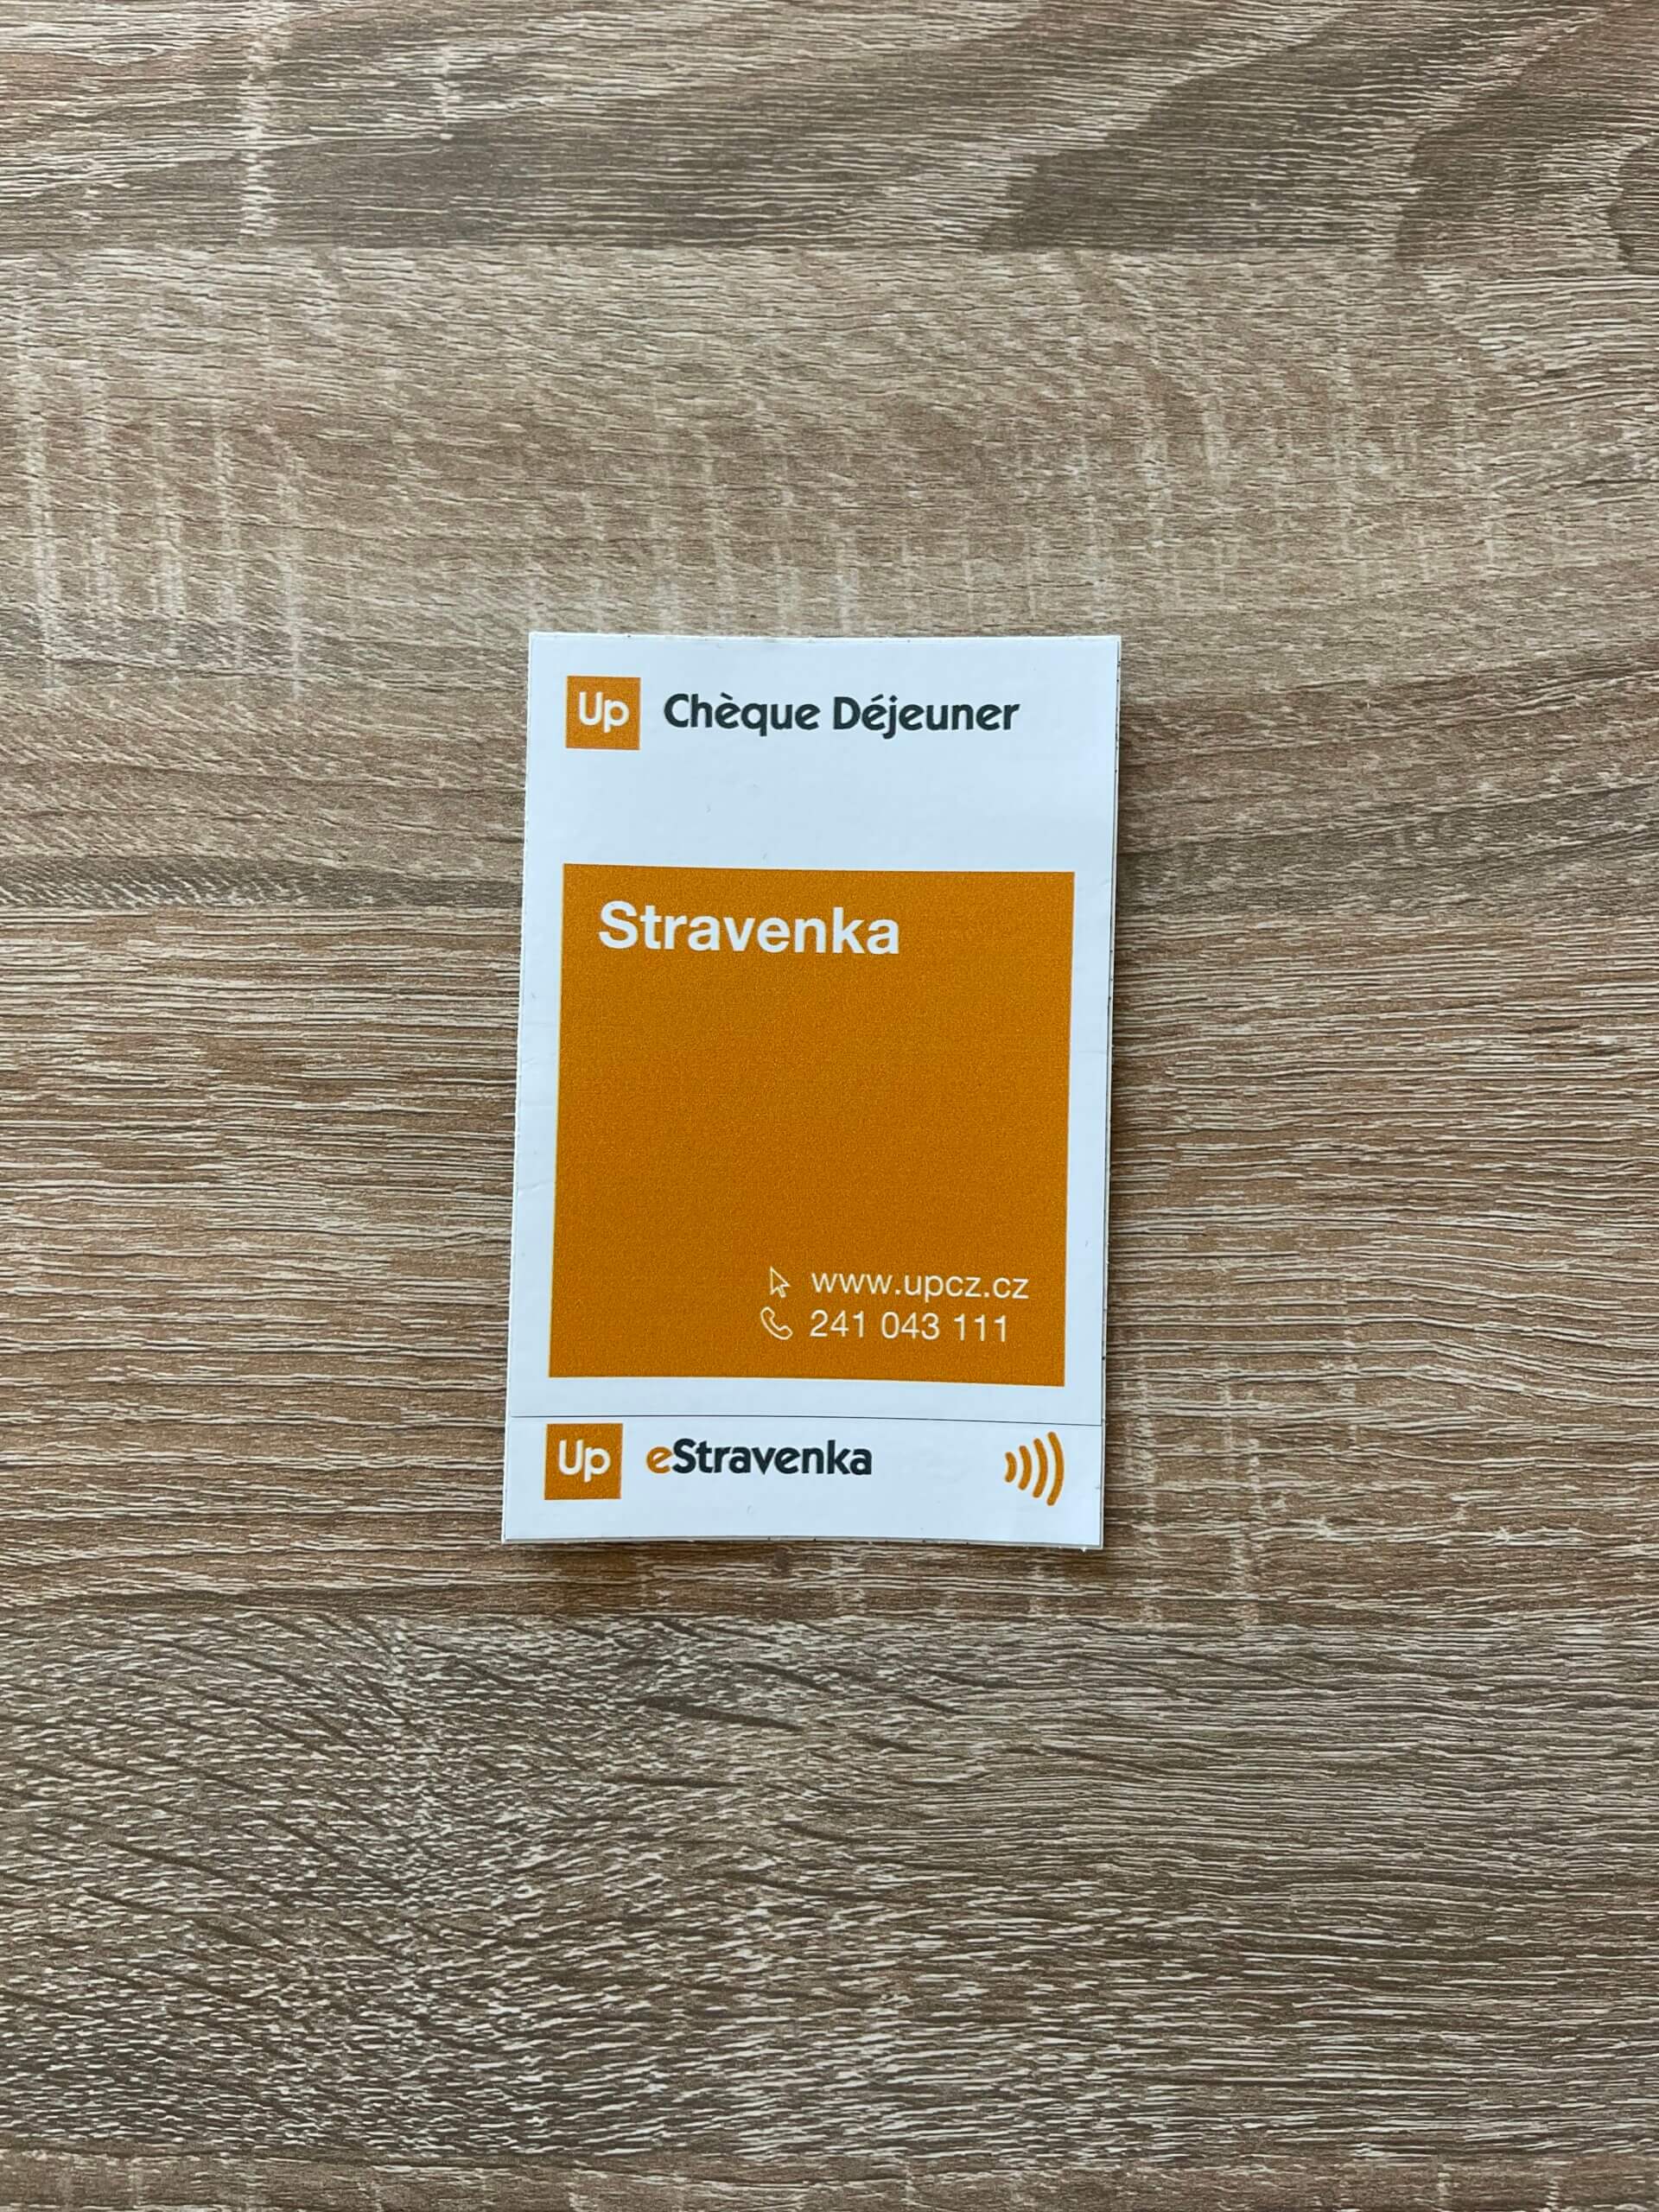 Up Chèque Déjeuner
Stravenka
www.upcz.cz
241 043 111
Up eStravenka